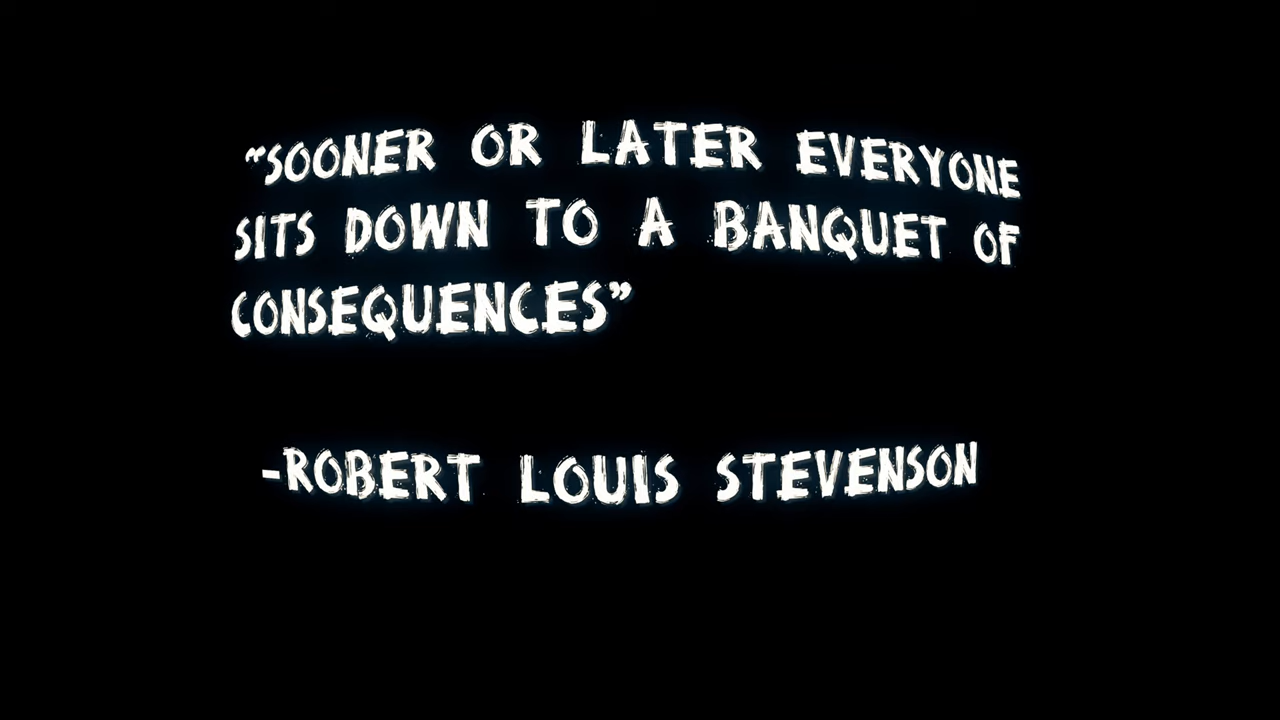 "SOONER OR LATER EVERYONE
SITS DOWN TO A BANQUET OF
CONSEQUENCES"
-ROBERT LOUIS STEVENSON